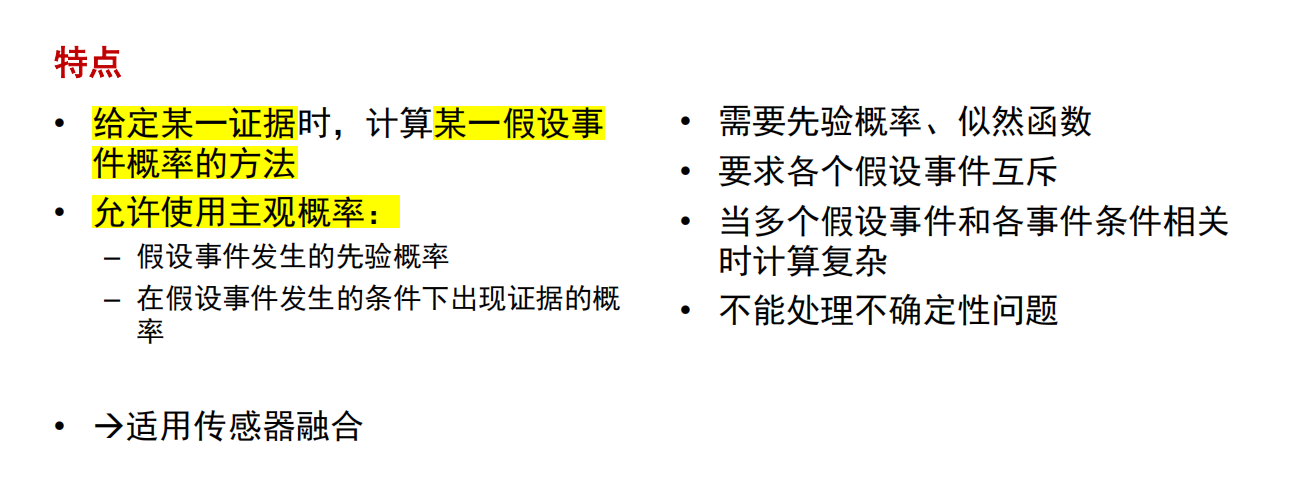 特点
• 给定某一证据时，计算某一假设事
件概率的方法
• 允许使用主观概率：
– 假设事件发生的先验概率
– 在假设事件发生的条件下出现证据的概
率
• →适用传感器融合
• 需要先验概率、似然函数
• 要求各个假设事件互斥
• 当多个假设事件和各事件条件相关
时计算复杂
• 不能处理不确定性问题